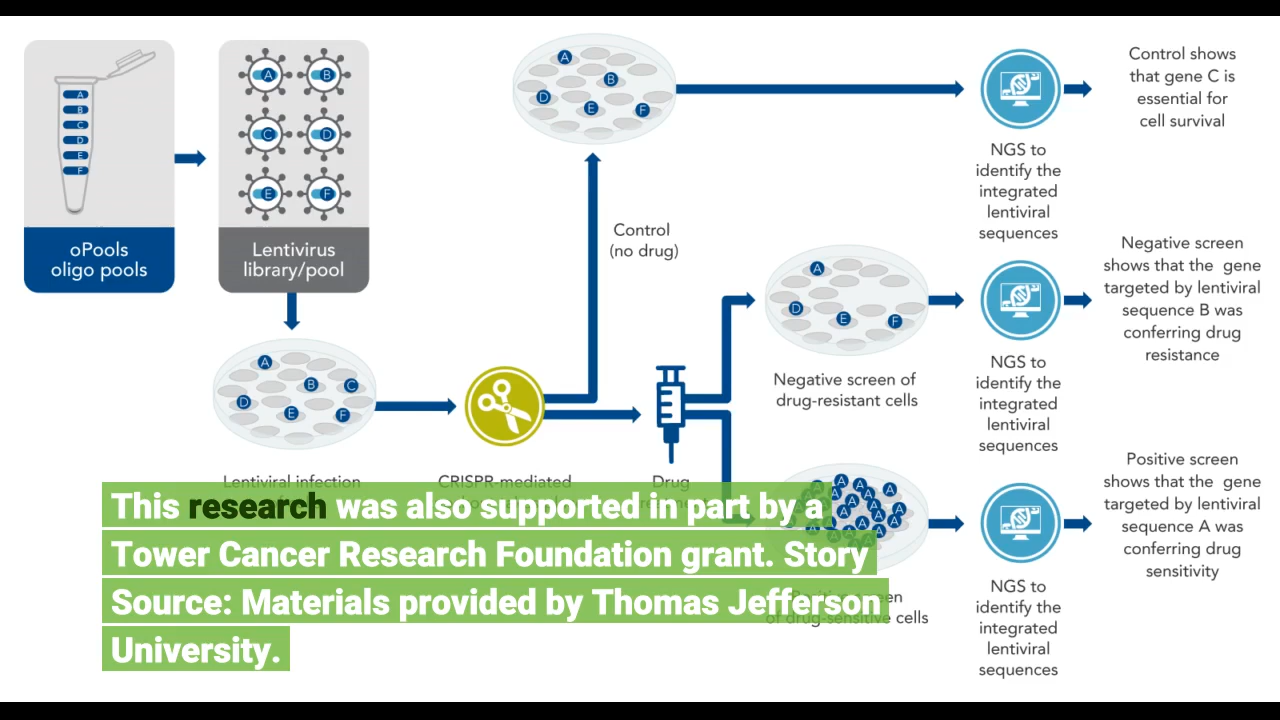 A
B
C
D
E
F
oPools
oligo pools
A
B
C
D
E
F
Lentivirus
library/pool
A
B
C
D
E
F
Lentiviral infection
CRISPR-mediated
Control
(no drug)
Drug
A
B
D
E
F
NGS to
identify the
integrated
lentiviral
sequences
Control shows
that gene C is
essential for
cell survival
A
D
E
F
Negative screen of
drug-resistant cells
NGS to
identify the
integrated
lentiviral
sequences
Negative screen
shows that the gene
targeted by lentiviral
sequence B was
conferring drug
resistance
A A A A A A A A A A A A A A A
Positive screen
of drug-sensitive cells
NGS to
identify the
integrated
lentiviral
sequences
Positive screen
shows that the gene
targeted by lentiviral
sequence A was
conferring drug
sensitivity
This research was also supported in part by a
Tower Cancer Research Foundation grant. Story
Source: Materials provided by Thomas Jefferson
University.